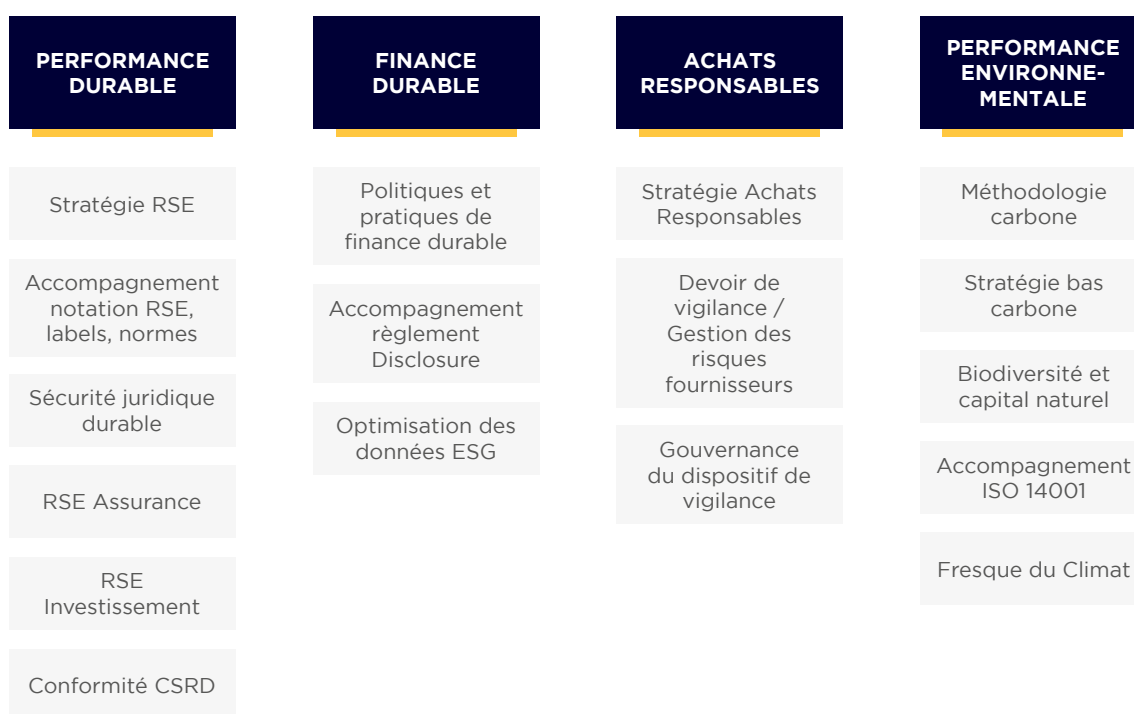 PERFORMANCE
DURABLE
Stratégie RSE
Accompagnement
notation RSE,
labels, normes
Sécurité juridique
durable
RSE Assurance
RSE
Investissement
Conformité CSRD
FINANCE
DURABLE
Politiques et
pratiques de
finance durable
Accompagnement
règlement
Disclosure
Optimisation des
données ESG
ACHATS
RESPONSABLES
Stratégie Achats
Responsables
Devoir de
vigilance /
Gestion des
risques
fournisseurs
Gouvernance
du dispositif de
vigilance
PERFORMANCE
ENVIRONNE-
MENTALE
Méthodologie
carbone
Stratégie bas
carbone
Biodiversité et
capital naturel
Accompagnement
ISO 14001
Fresque du Climat